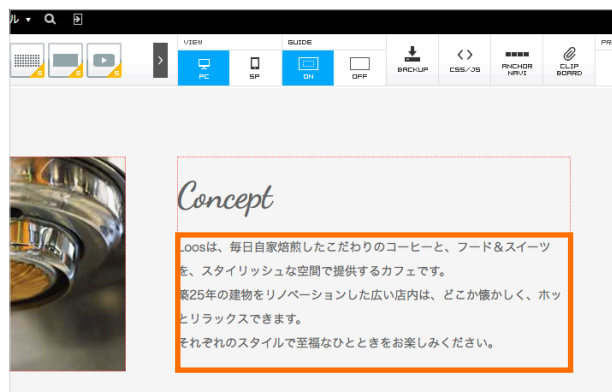 ル
VIEW
GUIDE
PC
SP
ON
OFF
BACKUP
CSS/JS
ANCHOR
NAVI
CLIP
BOARD
PR
Concept
Loosは、毎日自家焙煎したこだわりのコーヒーと、フード＆スイーツ
を、スタイリッシュな空間で提供するカフェです。
築25年の建物をリノベーションした広い店内は、どこか懐かしく、ホッ
とリラックスできます。
それぞれのスタイルで至福なひとときをお楽しみください。